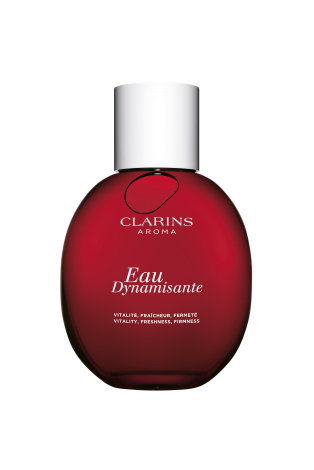 CLARINS
AROMA
Eau
Dynamisante
VITALITÉ, FRAÎCHEUR, FERMETÉ
VITALITY, FRESHNESS, FIRMNESS